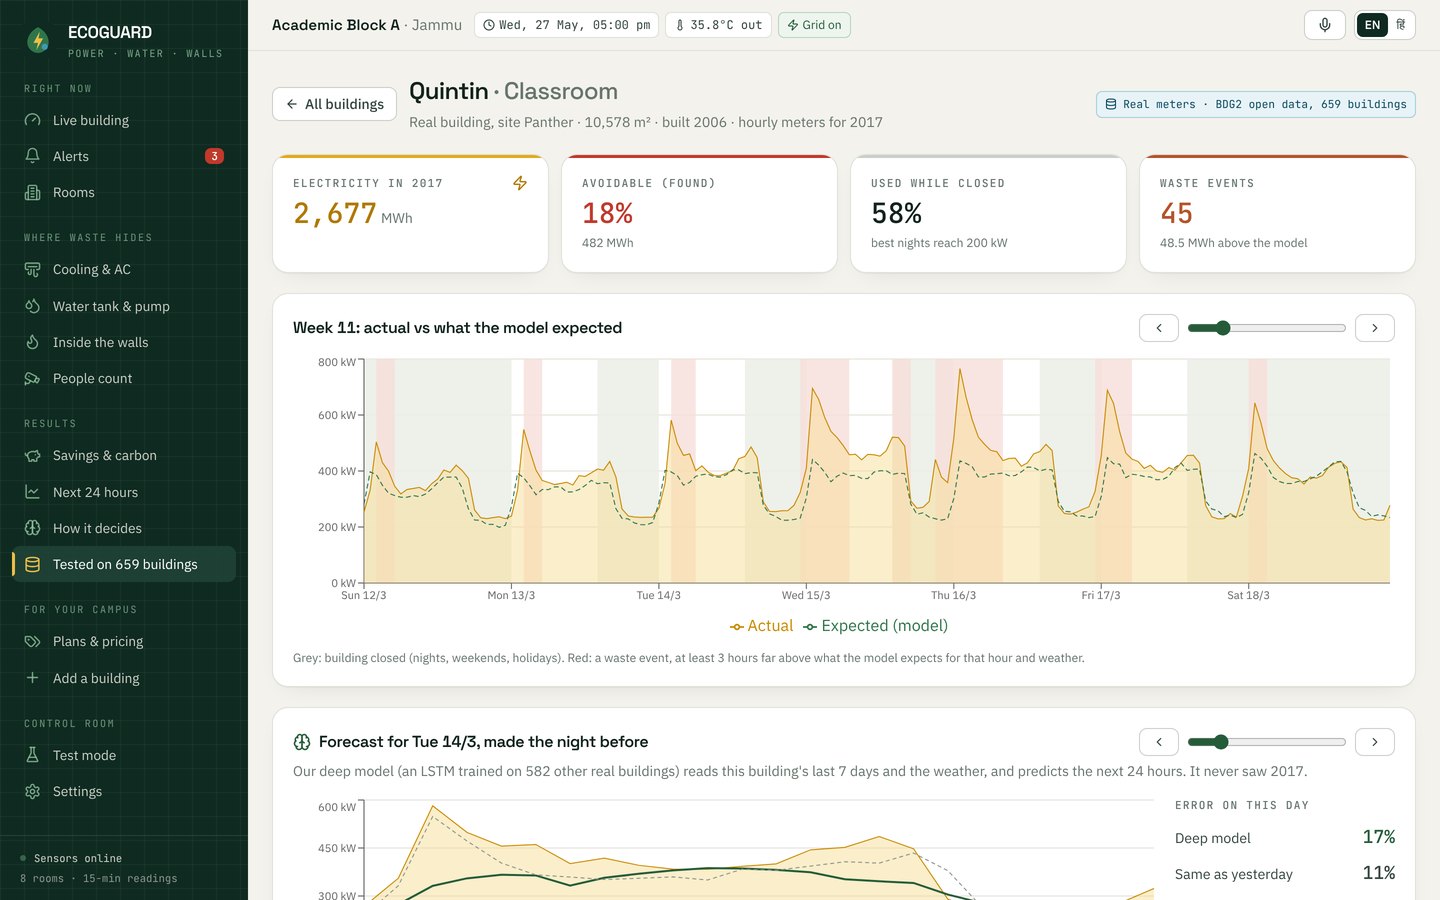 ECOGUARD
POWER · WATER · WALLS
RIGHT NOW
Live building
Alerts 3
Rooms
WHERE WASTE HIDES
Cooling & AC
Water tank & pump
Inside the walls
People count
RESULTS
Savings & carbon
Next 24 hours
How it decides
Tested on 659 buildings
FOR YOUR CAMPUS
Plans & pricing
Add a building
CONTROL ROOM
Test mode
Settings
Sensors online
8 rooms · 15-min readings
Academic Block A · Jammu
Wed, 27 May, 05:00 pm
35.8°C out
Grid on
EN
हिं
All buildings
Quintin · Classroom
Real building, site Panther · 10,578 m² · built 2006 · hourly meters for 2017
Real meters · BDG2 open data, 659 buildings
ELECTRICITY IN 2017
2,677 MWh
AVOIDABLE (FOUND)
18%
482 MWh
USED WHILE CLOSED
58%
best nights reach 200 kW
WASTE EVENTS
45
48.5 MWh above the model
Week 11: actual vs what the model expected
800 kW
600 kW
400 kW
200 kW
0 kW
Sun 12/3 Mon 13/3 Tue 14/3 Wed 15/3 Thu 16/3 Fri 17/3 Sat 18/3
Actual Expected (model)
Grey: building closed (nights, weekends, holidays). Red: a waste event, at least 3 hours far above what the model expects for that hour and weather.
Forecast for Tue 14/3, made the night before
Our deep model (an LSTM trained on 582 other real buildings) reads this building's last 7 days and the weather, and predicts the next 24 hours. It never saw 2017.
600 kW
450 kW
300 kW
ERROR ON THIS DAY
Deep model 17%
Same as yesterday 11%